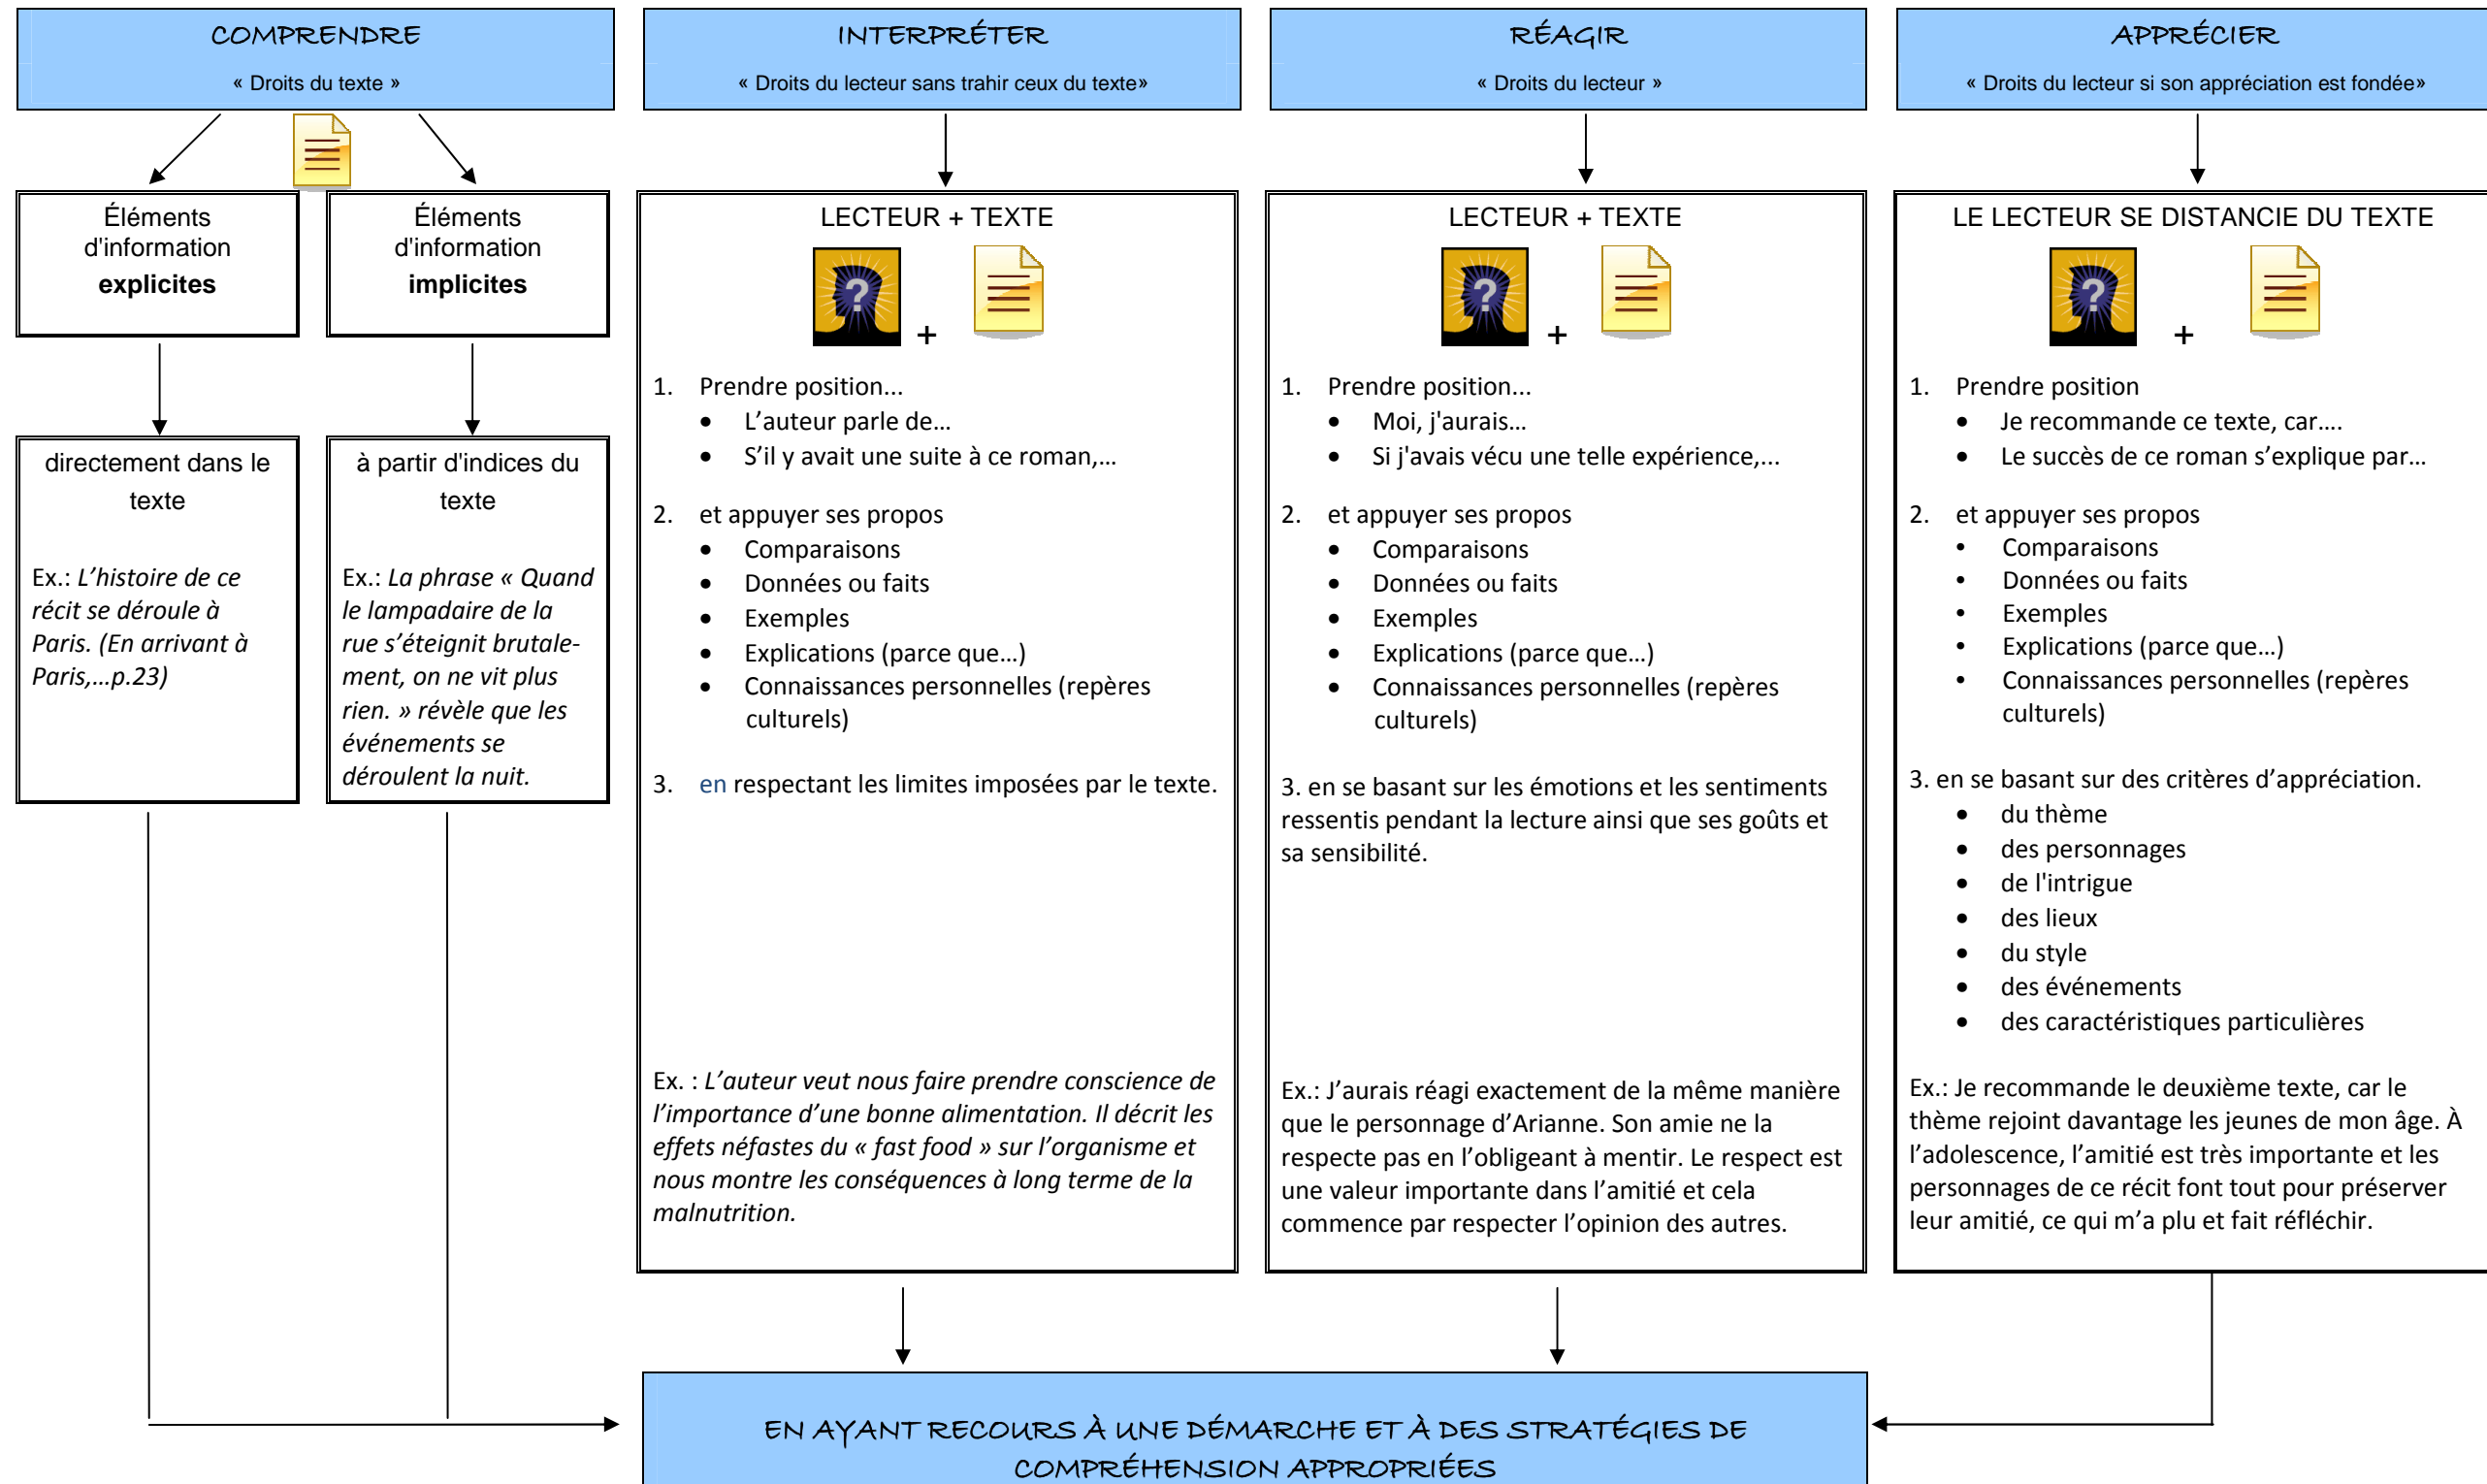 COMPRENDRE
« Droits du texte »
Éléments
d'information
explicites
Éléments
d'information
implicites
directement dans le
texte
Ex.: L’histoire de ce
récit se déroule à
Paris. (En arrivant à
Paris,…p.23)
à partir d'indices du
texte
Ex.: La phrase « Quand
le lampadaire de la
rue s’éteignit brutale-
ment, on ne vit plus
rien. » révèle que les
événements se
déroulent la nuit.
INTERPRÉTER
« Droits du lecteur sans trahir ceux du texte»
LECTEUR + TEXTE
?
+
1. Prendre position...
• L’auteur parle de…
• S’il y avait une suite à ce roman,…
2. et appuyer ses propos
• Comparaisons
• Données ou faits
• Exemples
• Explications (parce que…)
• Connaissances personnelles (repères
culturels)
3. en respectant les limites imposées par le texte.
Ex. : L’auteur veut nous faire prendre conscience de
l’importance d’une bonne alimentation. Il décrit les
effets néfastes du « fast food » sur l’organisme et
nous montre les conséquences à long terme de la
malnutrition.
RÉAGIR
« Droits du lecteur »
LECTEUR + TEXTE
?
+
1. Prendre position...
• Moi, j'aurais…
• Si j'avais vécu une telle expérience,...
2. et appuyer ses propos
• Comparaisons
• Données ou faits
• Exemples
• Explications (parce que…)
• Connaissances personnelles (repères
culturels)
3. en se basant sur les émotions et les sentiments
ressentis pendant la lecture ainsi que ses goûts et
sa sensibilité.
Ex.: J’aurais réagi exactement de la même manière
que le personnage d’Arianne. Son amie ne la
respecte pas en l’obligeant à mentir. Le respect est
une valeur importante dans l’amitié et cela
commence par respecter l’opinion des autres.
APPRÉCIER
« Droits du lecteur si son appréciation est fondée»
LE LECTEUR SE DISTANCIE DU TEXTE
?
+
1. Prendre position
• Je recommande ce texte, car….
• Le succès de ce roman s’explique par…
2. et appuyer ses propos
• Comparaisons
• Données ou faits
• Exemples
• Explications (parce que…)
• Connaissances personnelles (repères
culturels)
3. en se basant sur des critères d’appréciation.
• du thème
• des personnages
• de l'intrigue
• des lieux
• du style
• des événements
• des caractéristiques particulières
Ex.: Je recommande le deuxième texte, car le
thème rejoint davantage les jeunes de mon âge. À
l’adolescence, l’amitié est très importante et les
personnages de ce récit font tout pour préserver
leur amitié, ce qui m’a plu et fait réfléchir.
EN AYANT RECOURS À UNE DÉMARCHE ET À DES STRATÉGIES DE
COMPRÉHENSION APPROPRIÉES